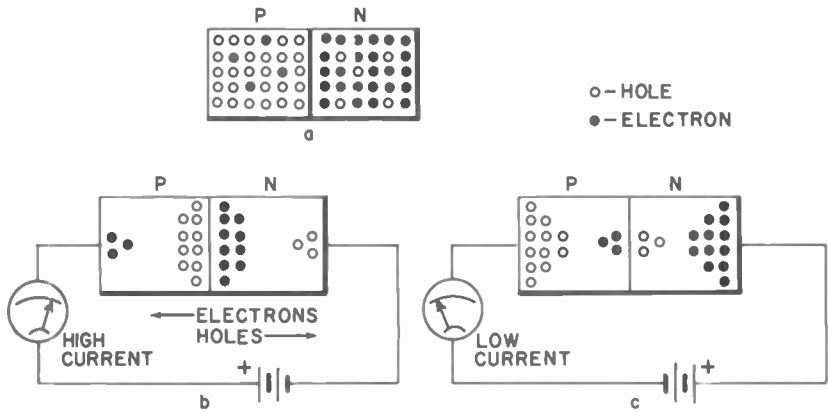 P N
a
○-HOLE
●-ELECTRON
P N
ELECTRONS
HOLES
HIGH
CURRENT
+
b
P N
LOW
CURRENT
+
c